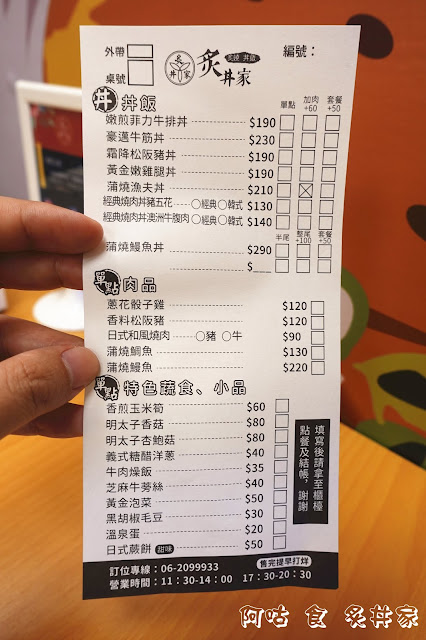 外帶
桌號
炙丼家
炙燒 丼飯
炙丼家
編號：
丼 丼飯 單點 加肉+60 套餐+50
嫩煎菲力牛排丼 $190
豪邁牛筋丼 $230
霜降松阪豬丼 $190
黃金嫩雞腿丼 $190
蒲燒漁夫丼 $210
經典燒肉丼豬五花 ○經典○韓式 $130
經典燒肉丼澳洲牛腹肉 ○經典○韓式 $140
半尾 整尾+100 套餐+50
蒲燒鰻魚丼 $290
$
單點 肉品
蔥花骰子雞 $120
香料松阪豬 $120
日式和風燒肉 ○豬 ○牛 $90
蒲燒鯛魚 $130
蒲燒鰻魚 $220
單點 特色蔬食、小品
香煎玉米筍 $60
明太子香菇 $80
明太子杏鮑菇 $80
義式糖醋洋蔥 $40
牛肉燥飯 $35
芝麻牛蒡絲 $40
黃金泡菜 $50
黑胡椒毛豆 $30
溫泉蛋 $20
日式蕨餅 甜味 $50
填寫後請拿至櫃檯
點餐及結帳，謝謝
訂位專線：06-2099933 售完提早打烊
營業時間：11：30-14：00 17：30-20：30
阿咕 食 炙丼家